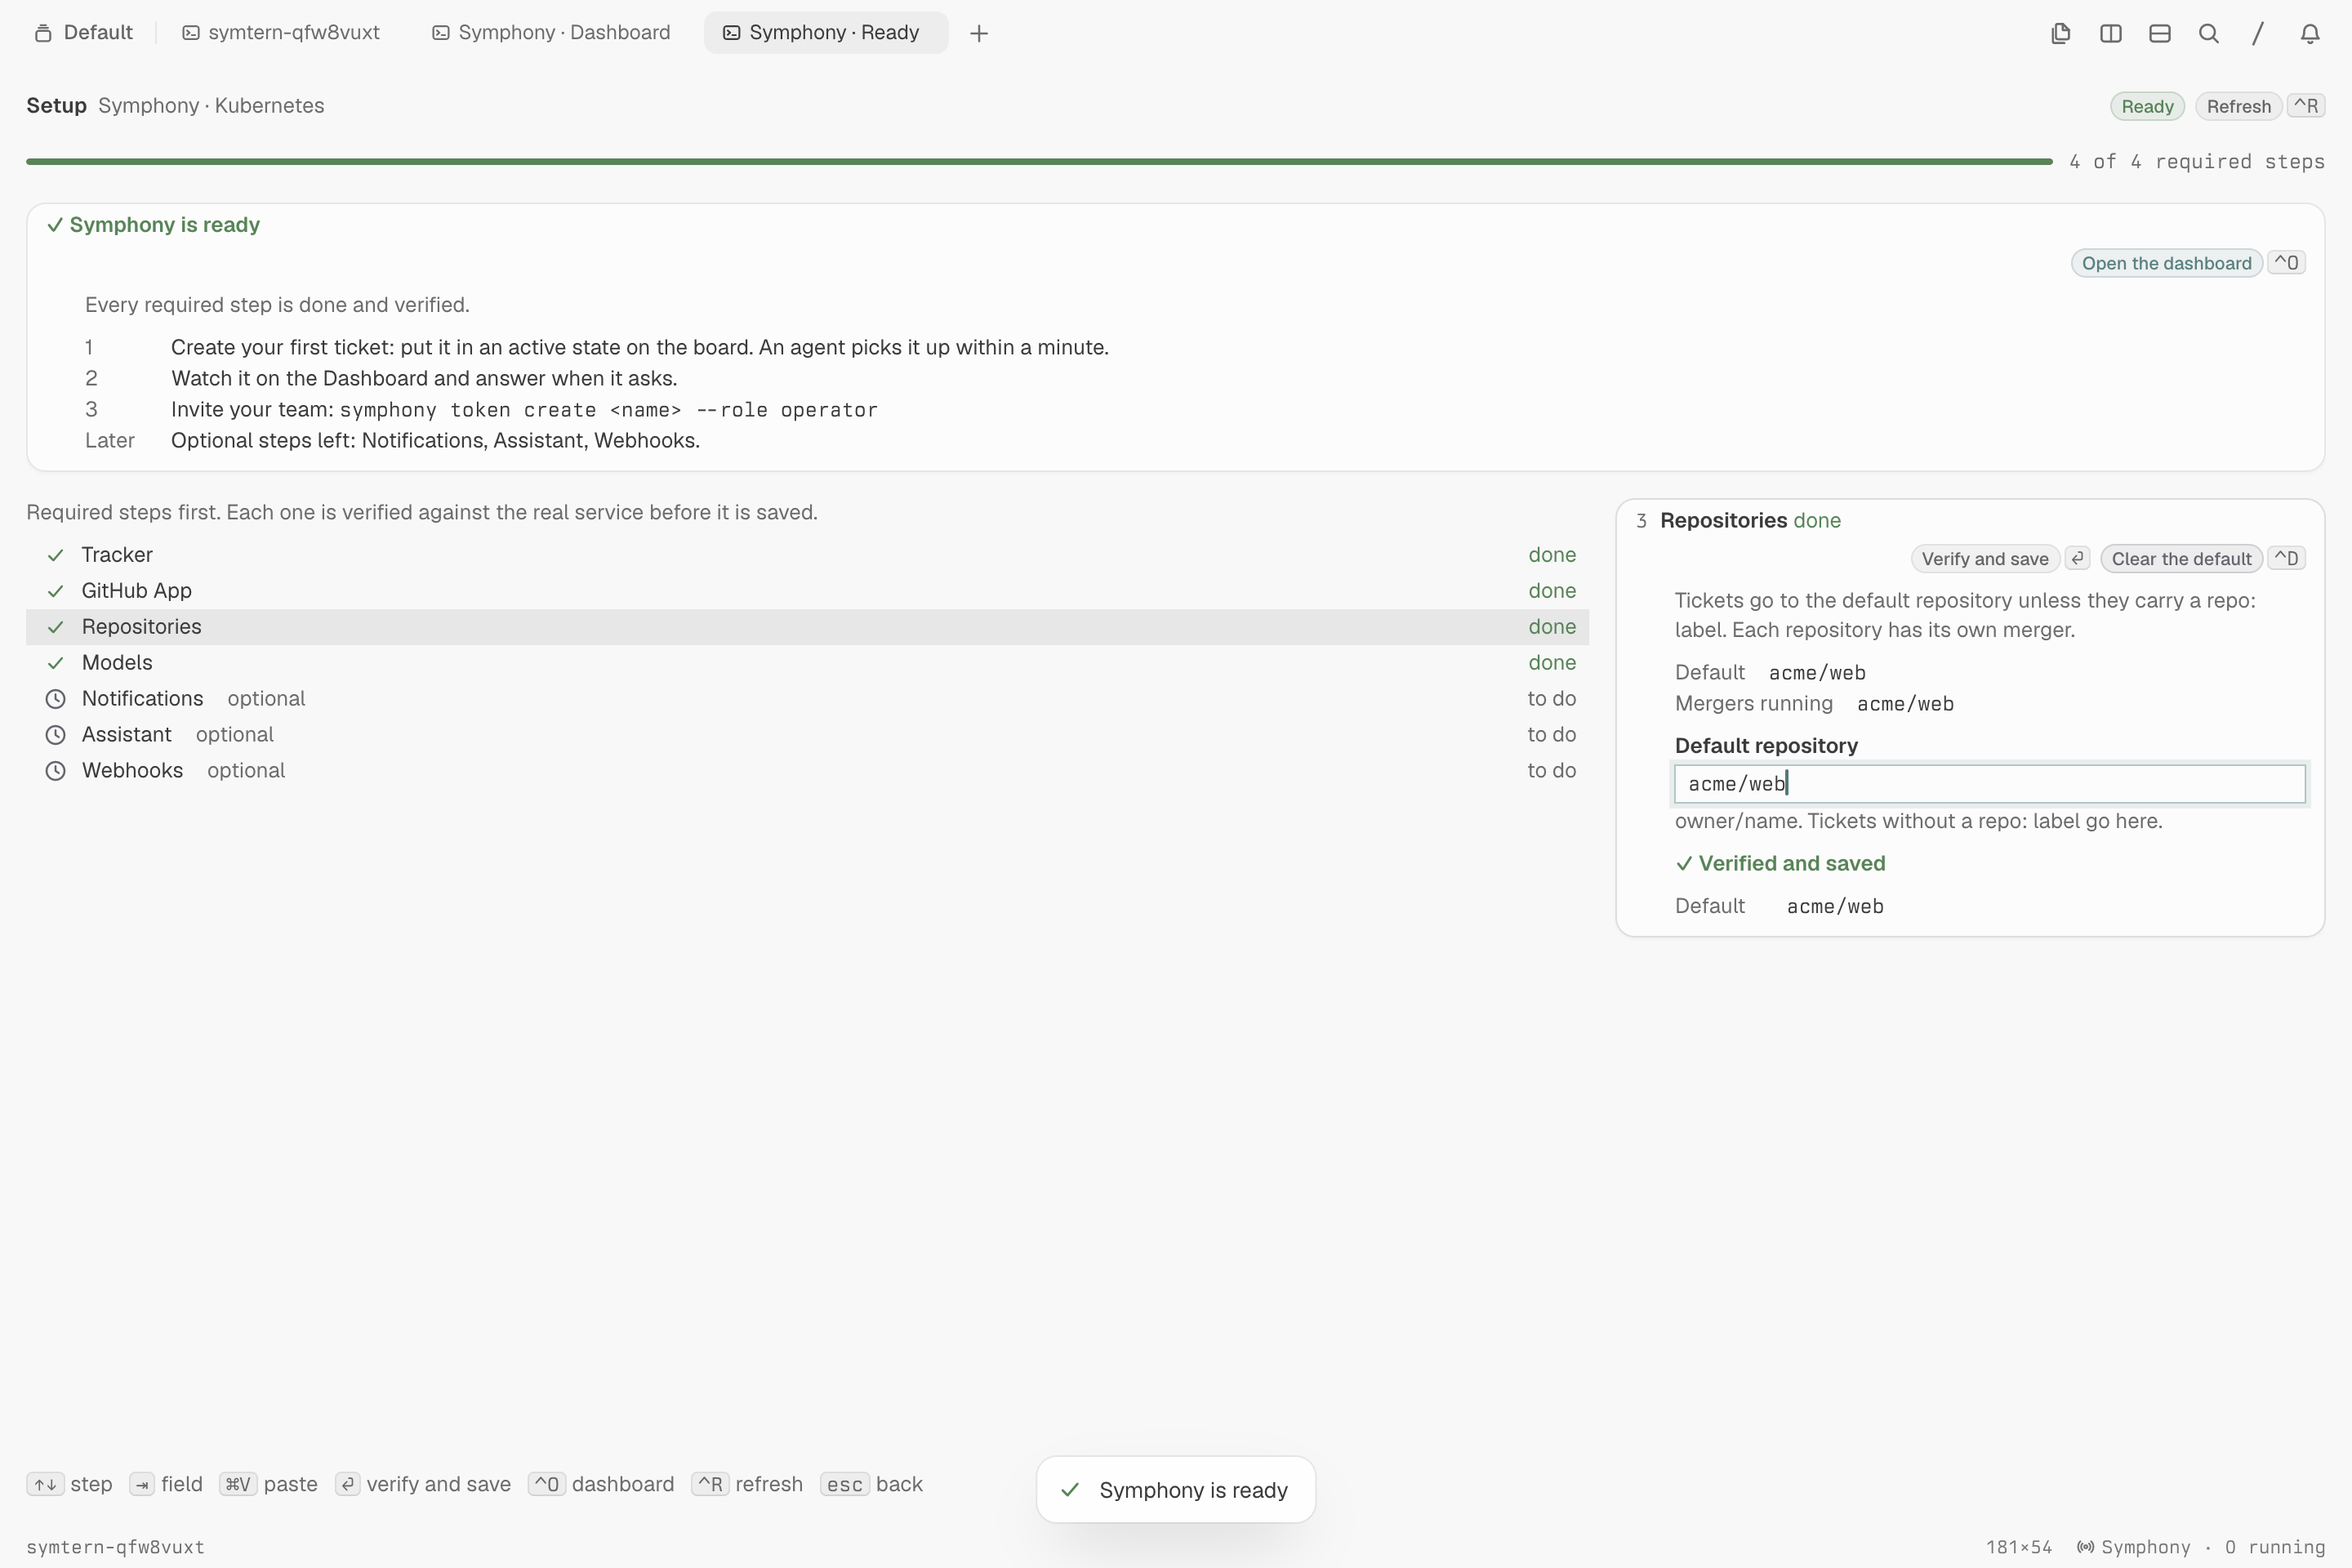 Default symtern-qfw8vuxt Symphony · Dashboard Symphony · Ready
Setup Symphony · Kubernetes Ready Refresh ^R
4 of 4 required steps
✓ Symphony is ready
Open the dashboard ^O
Every required step is done and verified.
1 Create your first ticket: put it in an active state on the board. An agent picks it up within a minute.
2 Watch it on the Dashboard and answer when it asks.
3 Invite your team: symphony token create <name> --role operator
Later Optional steps left: Notifications, Assistant, Webhooks.
Required steps first. Each one is verified against the real service before it is saved.
✓ Tracker done
✓ GitHub App done
✓ Repositories done
✓ Models done
Notifications optional to do
Assistant optional to do
Webhooks optional to do
3 Repositories done
Verify and save ⏎ Clear the default ^D
Tickets go to the default repository unless they carry a repo:
label. Each repository has its own merger.
Default acme/web
Mergers running acme/web
Default repository
acme/web
owner/name. Tickets without a repo: label go here.
✓ Verified and saved
Default acme/web
↑↓ step ⇥ field ⌘V paste ⏎ verify and save ^O dashboard ^R refresh esc back
✓ Symphony is ready
symtern-qfw8vuxt 181×54 Symphony · 0 running